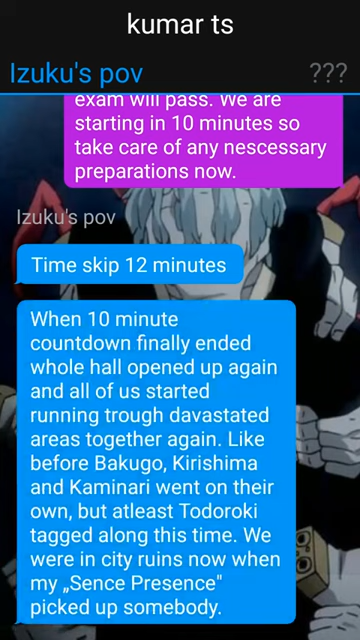 kumar ts
Izuku's pov ???
exam will pass. We are
starting in 10 minutes so
take care of any nescessary
preparations now.
Izuku's pov
Time skip 12 minutes
When 10 minute
countdown finally ended
whole hall opened up again
and all of us started
running trough davastated
areas together again. Like
before Bakugo, Kirishima
and Kaminari went on their
own, but atleast Todoroki
tagged along this time. We
were in city ruins now when
my „Sence Presence"
picked up somebody.